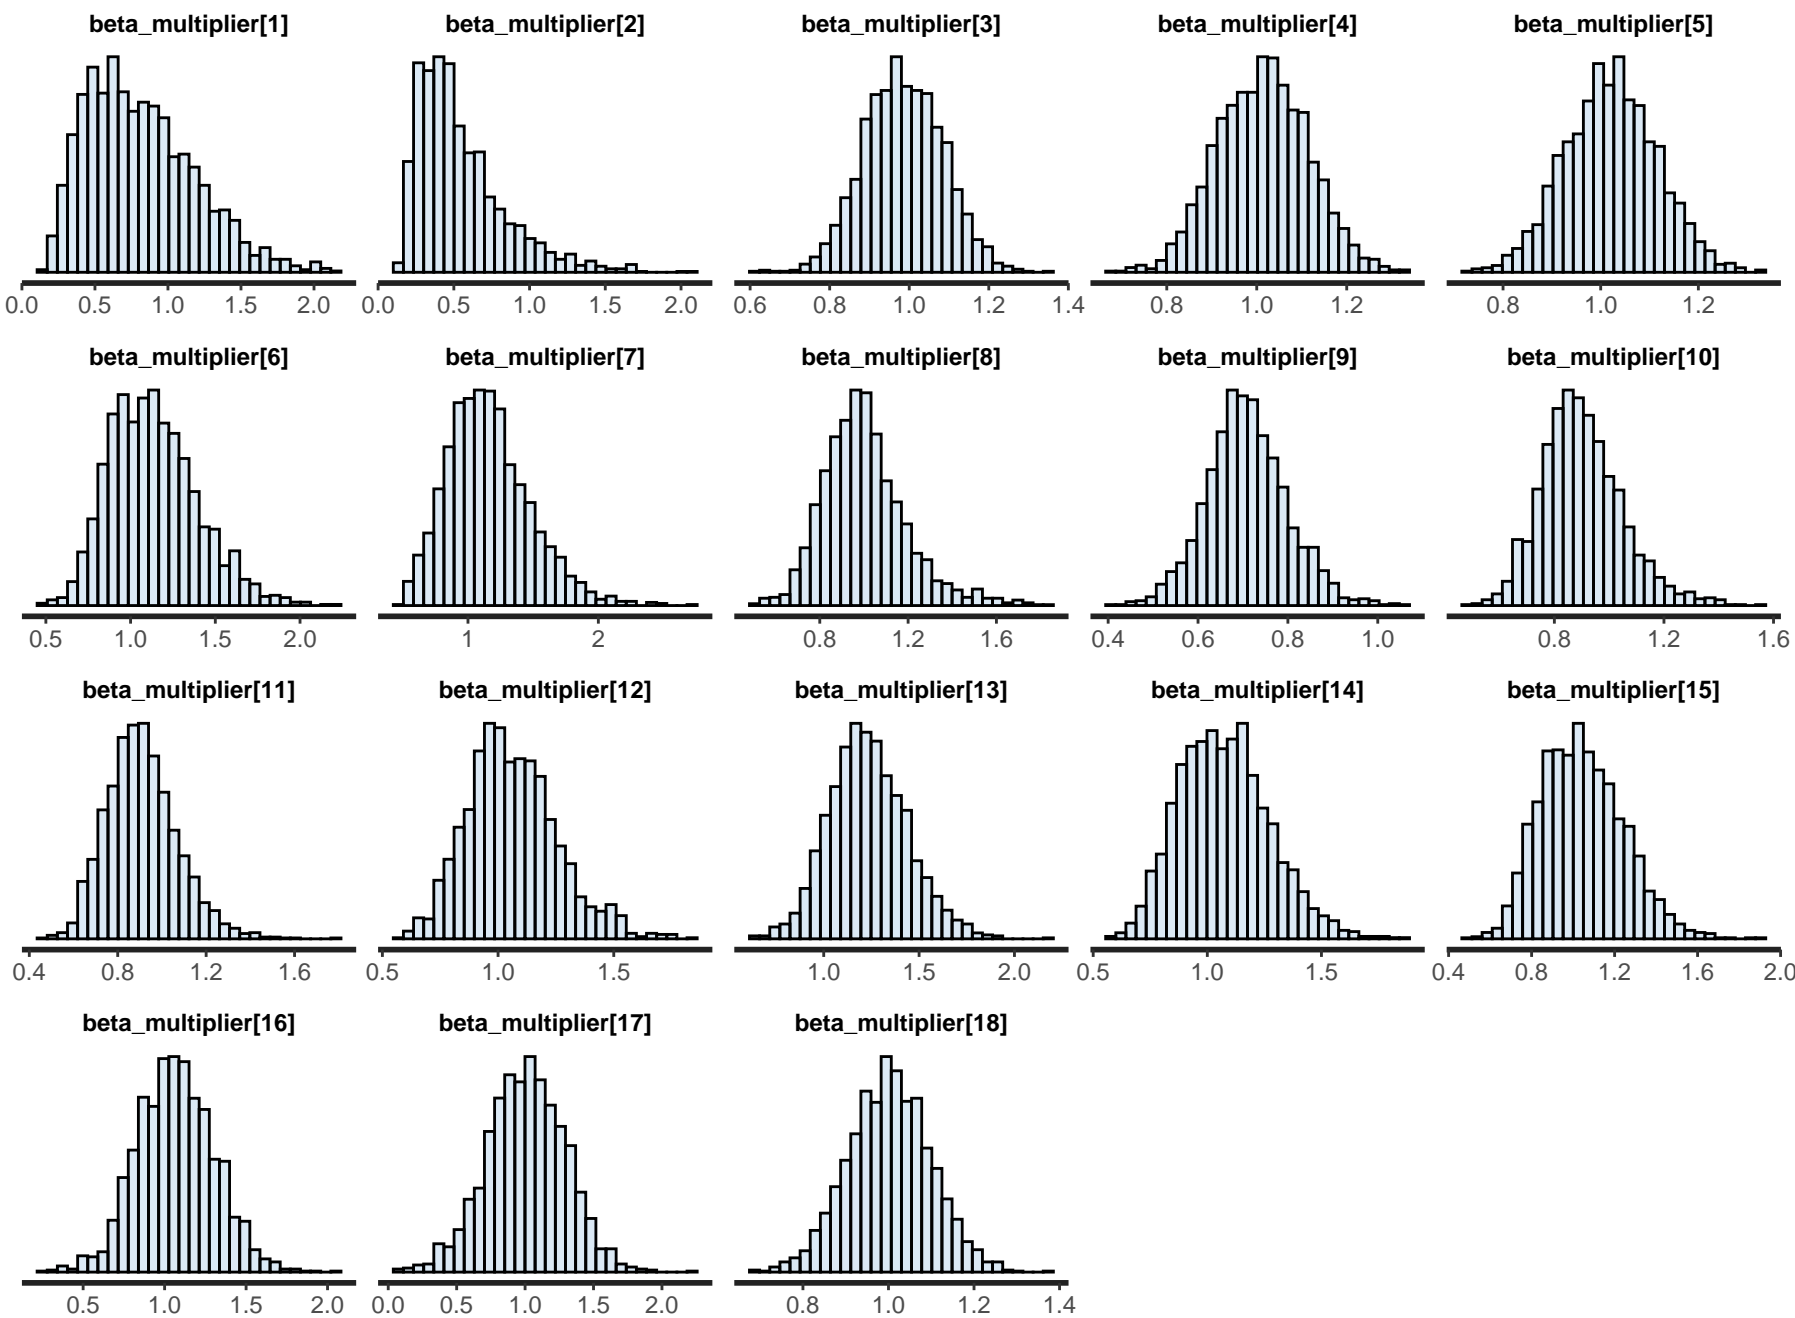 beta_multiplier[1] beta_multiplier[2] beta_multiplier[3] beta_multiplier[4] beta_multiplier[5]
0.0 0.5 1.0 1.5 2.0 0.0 0.5 1.0 1.5 2.0 0.6 0.8 1.0 1.2 1.4 0.8 1.0 1.2 0.8 1.0 1.2
beta_multiplier[6] beta_multiplier[7] beta_multiplier[8] beta_multiplier[9] beta_multiplier[10]
0.5 1.0 1.5 2.0 1 2 0.8 1.2 1.6 0.4 0.6 0.8 1.0 0.8 1.2 1.6
beta_multiplier[11] beta_multiplier[12] beta_multiplier[13] beta_multiplier[14] beta_multiplier[15]
0.4 0.8 1.2 1.6 0.5 1.0 1.5 1.0 1.5 2.0 0.5 1.0 1.5 0.4 0.8 1.2 1.6 2.0
beta_multiplier[16] beta_multiplier[17] beta_multiplier[18]
0.5 1.0 1.5 2.0 0.0 0.5 1.0 1.5 2.0 0.8 1.0 1.2 1.4